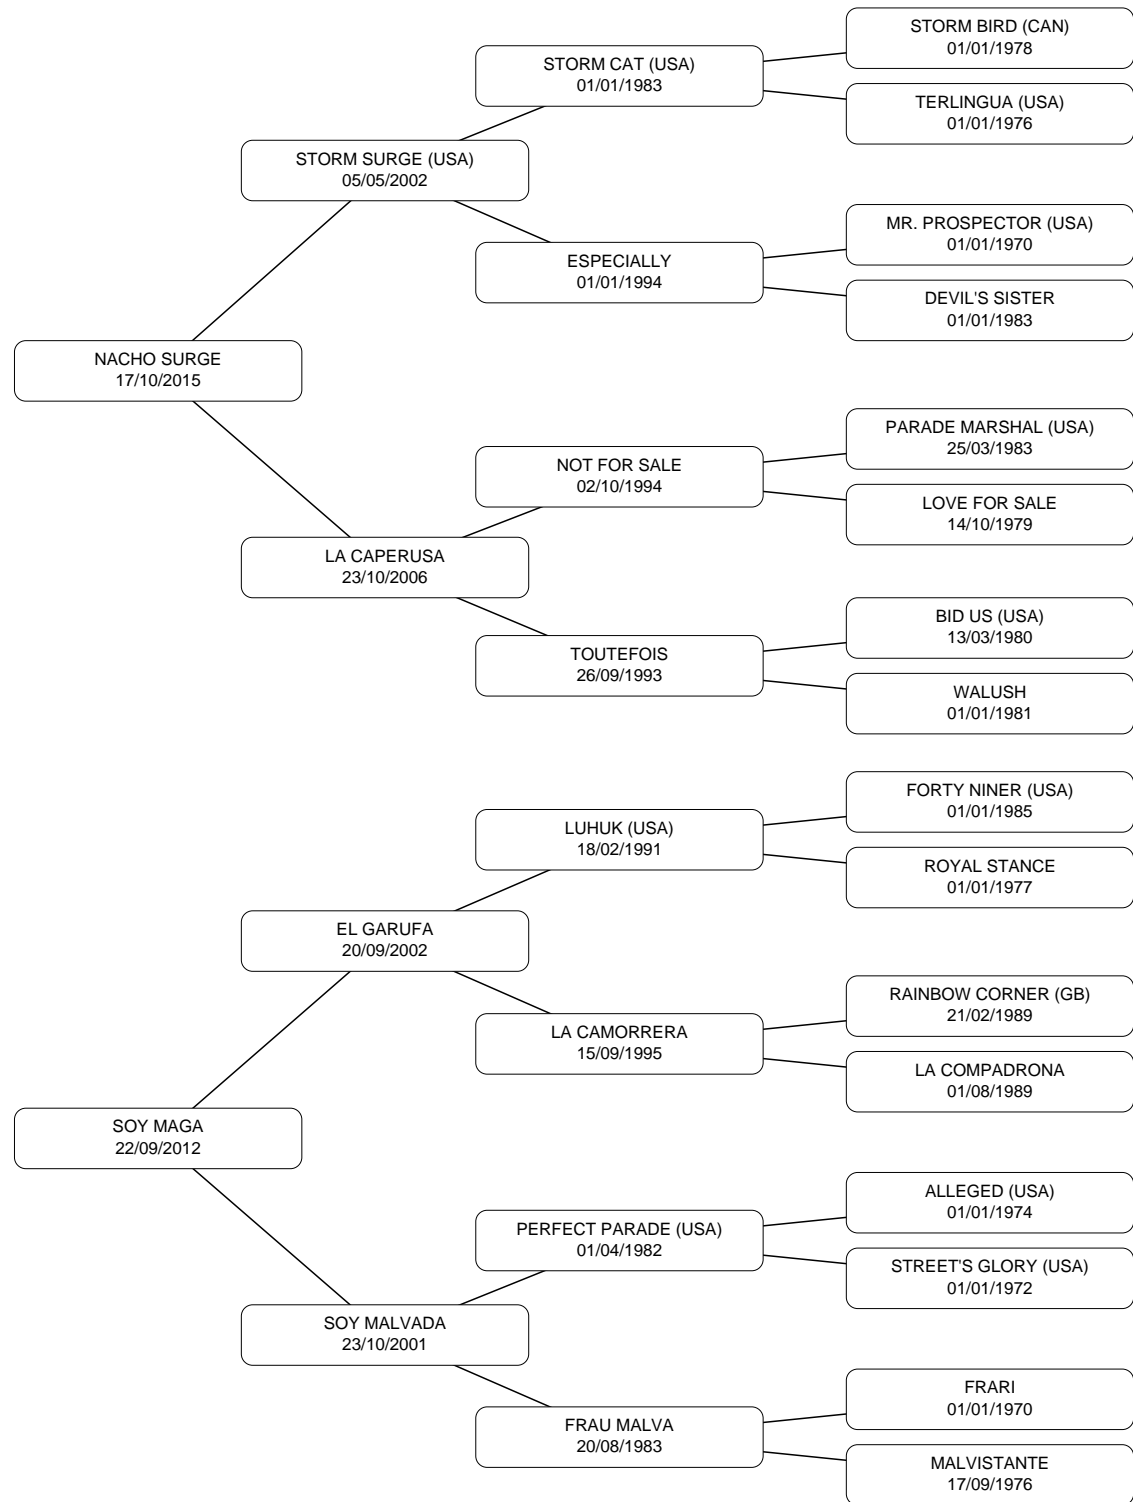 STORM BIRD (CAN)
01/01/1978
STORM CAT (USA)
01/01/1983
TERLINGUA (USA)
01/01/1976
STORM SURGE (USA)
05/05/2002
MR. PROSPECTOR (USA)
01/01/1970
ESPECIALLY
01/01/1994
DEVIL'S SISTER
01/01/1983
NACHO SURGE
17/10/2015
PARADE MARSHAL (USA)
25/03/1983
NOT FOR SALE
02/10/1994
LOVE FOR SALE
14/10/1979
LA CAPERUSA
23/10/2006
BID US (USA)
13/03/1980
TOUTEFOIS
26/09/1993
WALUSH
01/01/1981
FORTY NINER (USA)
01/01/1985
LUHUK (USA)
18/02/1991
ROYAL STANCE
01/01/1977
EL GARUFA
20/09/2002
RAINBOW CORNER (GB)
21/02/1989
LA CAMORRERA
15/09/1995
LA COMPADRONA
01/08/1989
SOY MAGA
22/09/2012
ALLEGED (USA)
01/01/1974
PERFECT PARADE (USA)
01/04/1982
STREET'S GLORY (USA)
01/01/1972
SOY MALVADA
23/10/2001
FRARI
01/01/1970
FRAU MALVA
20/08/1983
MALVISTANTE
17/09/1976